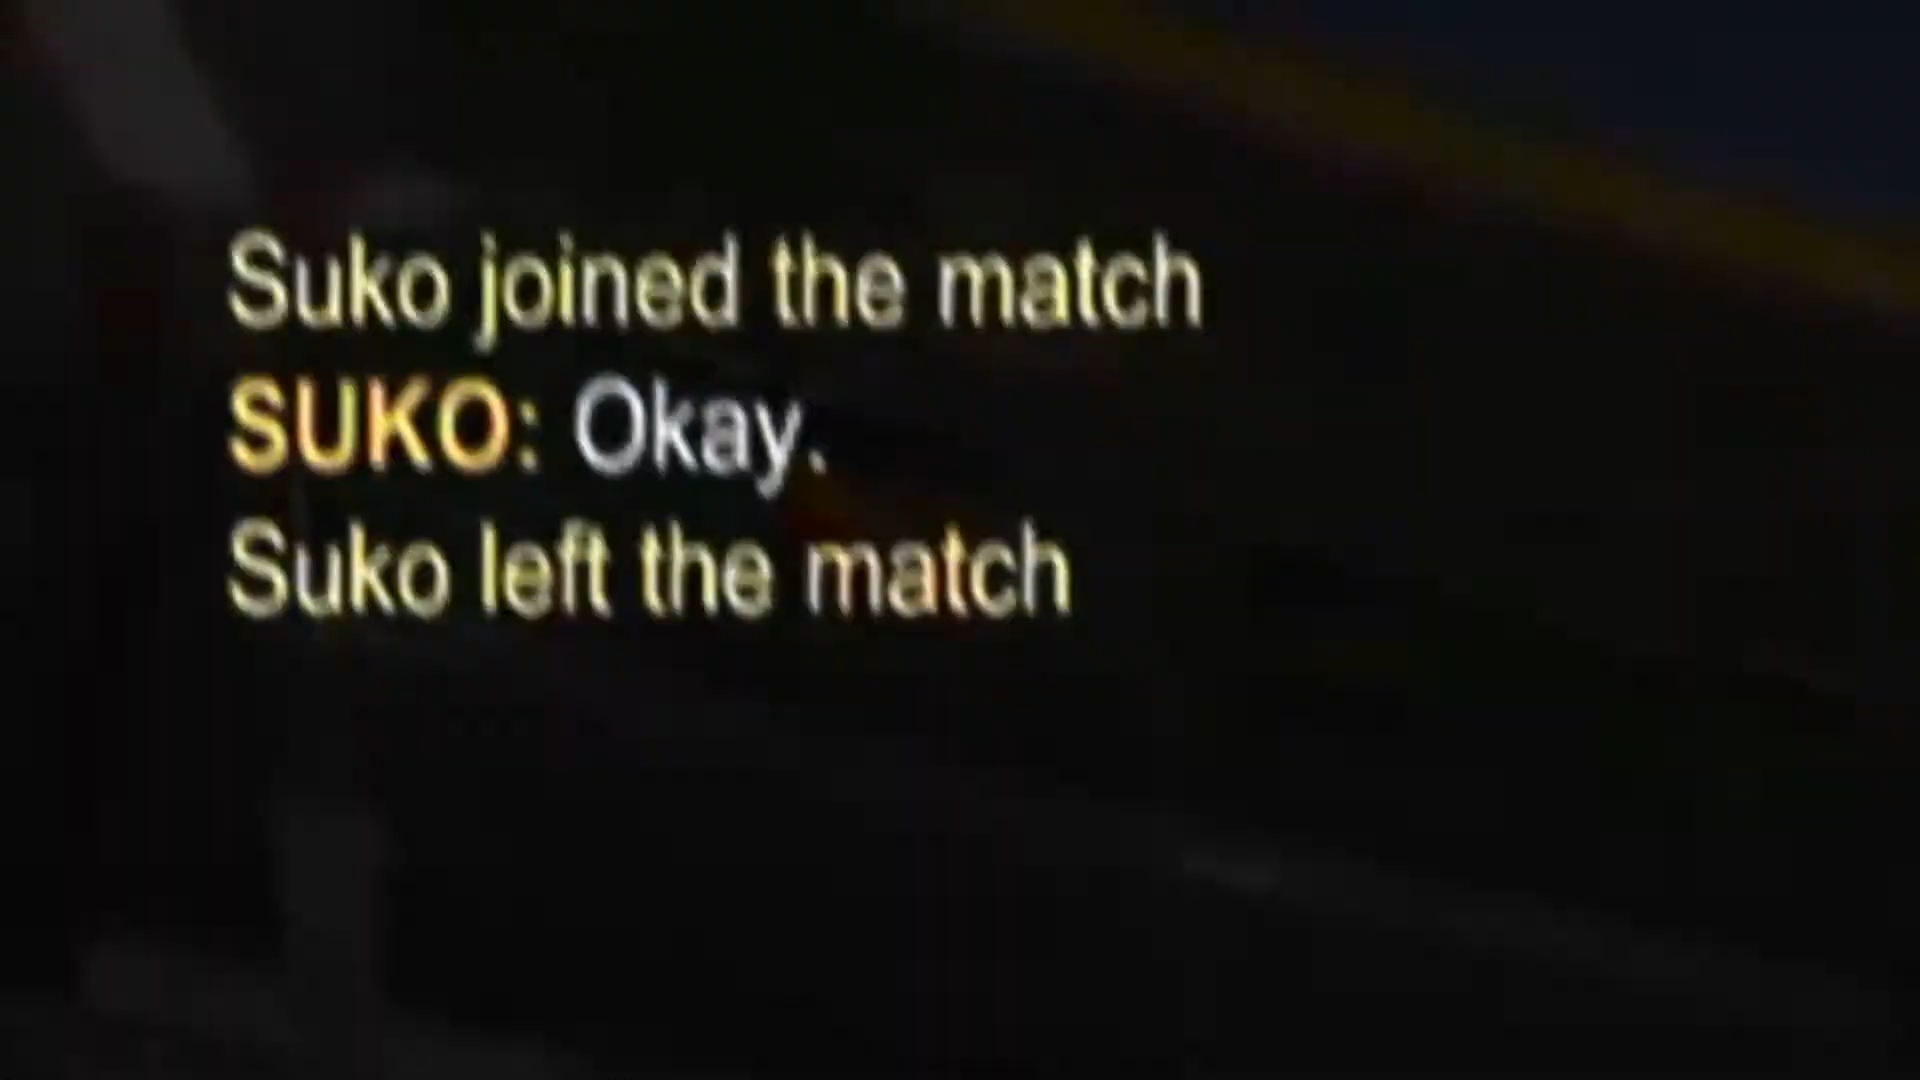 Suko joined the match
SUKO: Okay.
Suko left the match